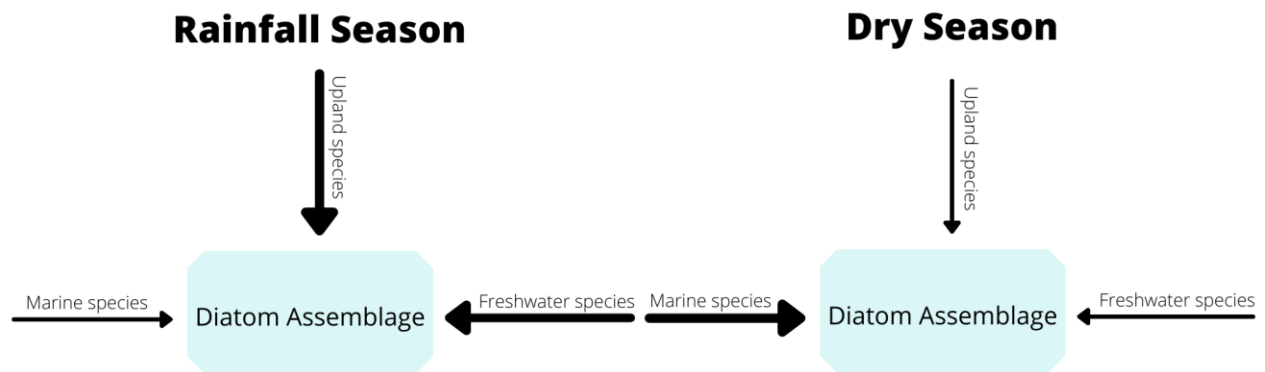 Rainfall Season
Dry Season
Upland species
Upland species
Marine species
Diatom Assemblage
Freshwater species
Marine species
Diatom Assemblage
Freshwater species